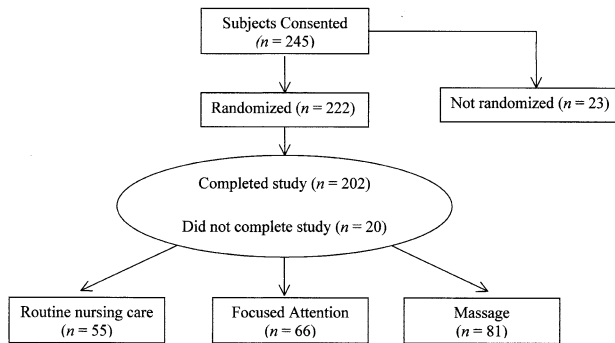 Subjects Consented
(n = 245)
Randomized (n = 222)
Not randomized (n = 23)
Completed study (n = 202)
Did not complete study (n = 20)
Routine nursing care
(n = 55)
Focused Attention
(n = 66)
Massage
(n = 81)